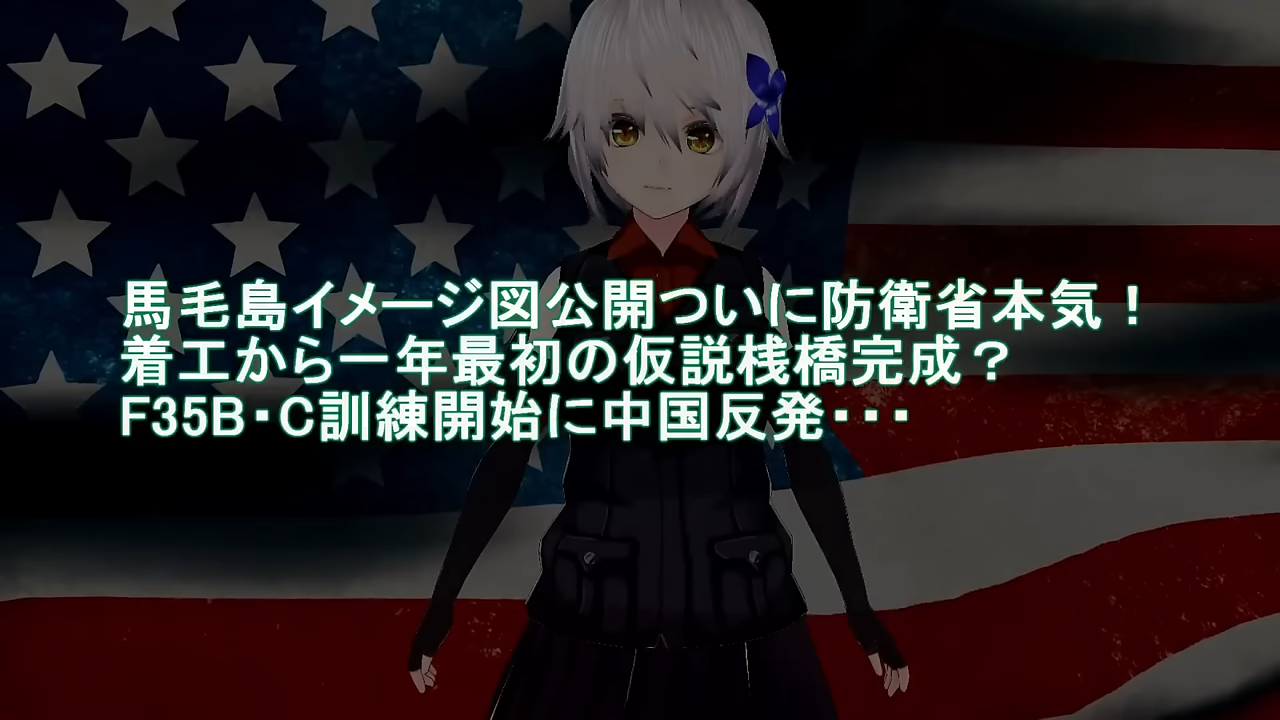 馬毛島イメージ図公開ついに防衛省本気！
着工から一年最初の仮説桟橋完成？
F35B・C訓練開始に中国反発・・・